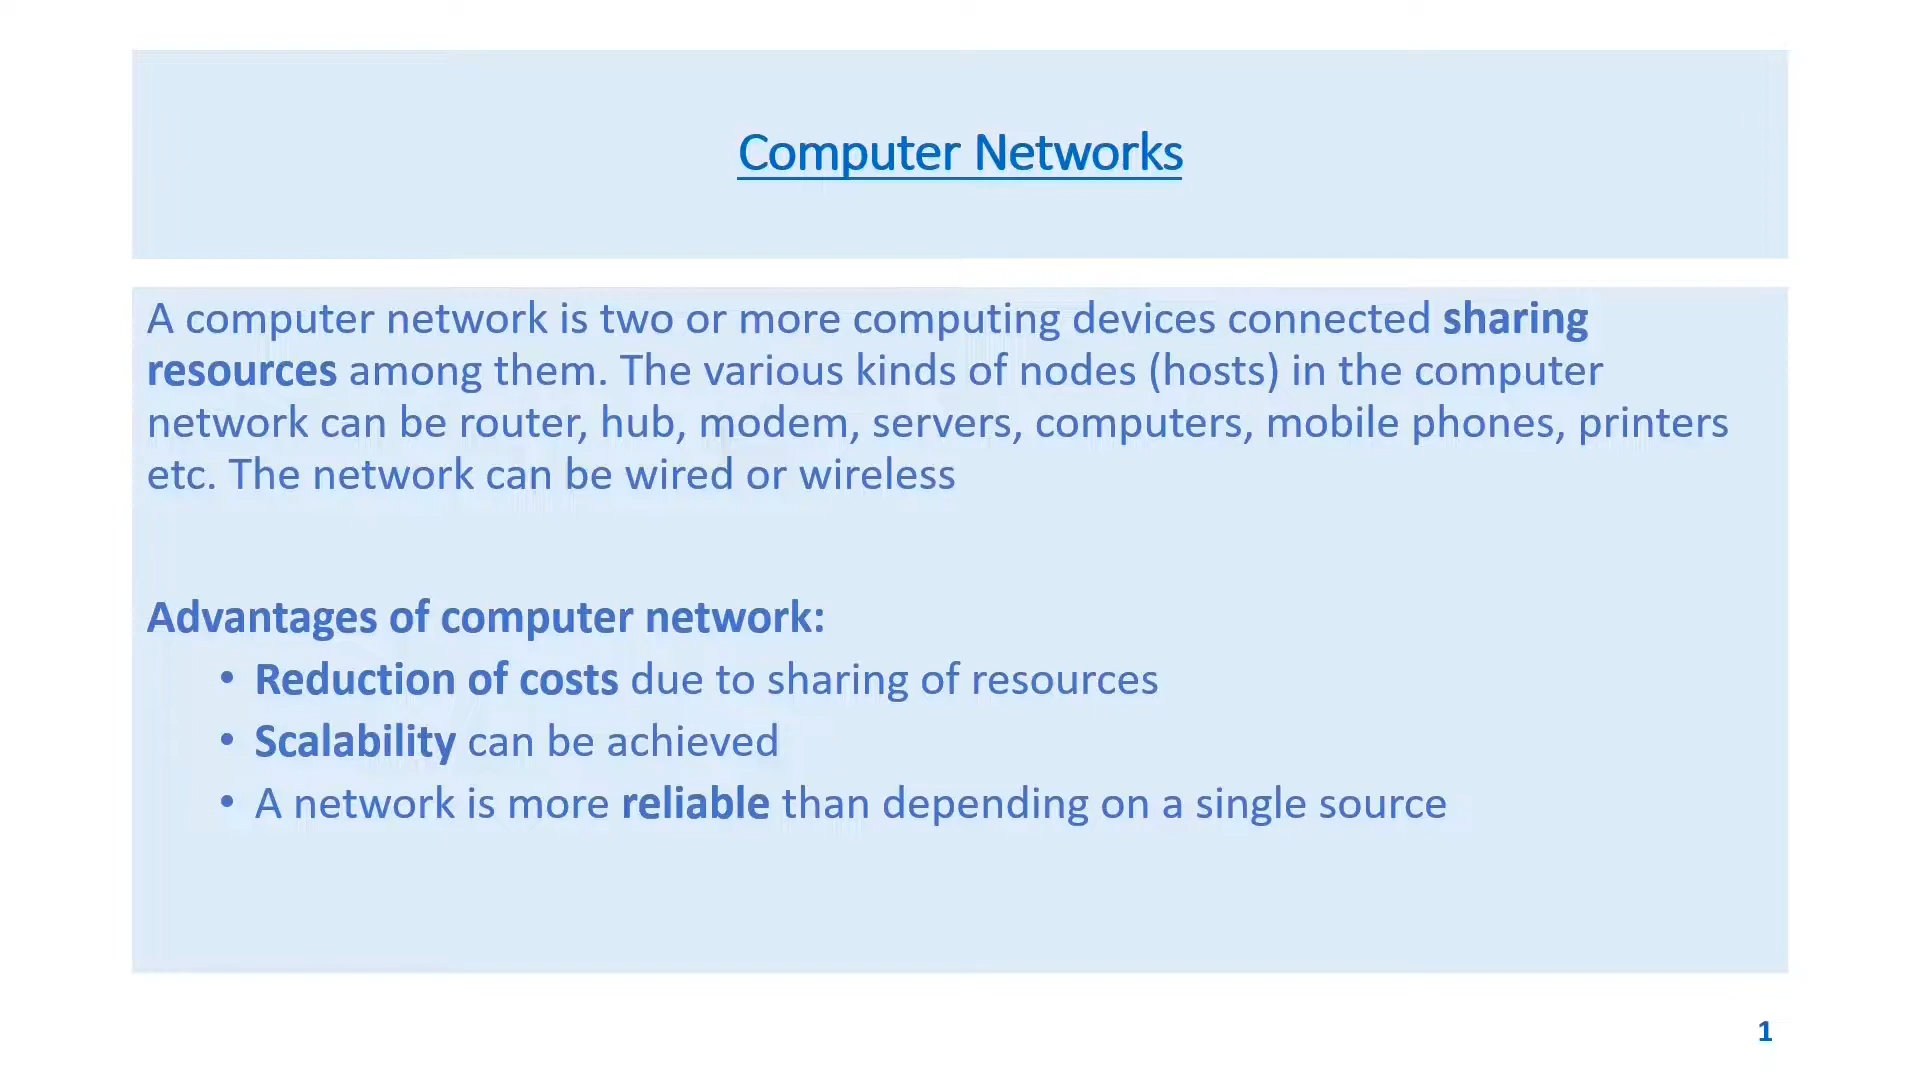 Computer Networks
A computer network is two or more computing devices connected sharing
resources among them. The various kinds of nodes (hosts) in the computer
network can be router, hub, modem, servers, computers, mobile phones, printers
etc. The network can be wired or wireless
Advantages of computer network:
• Reduction of costs due to sharing of resources
• Scalability can be achieved
• A network is more reliable than depending on a single source
1